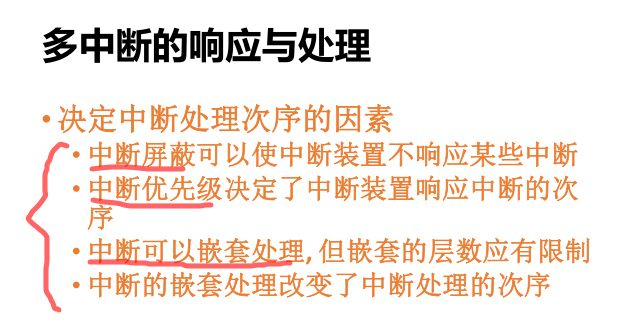 多中断的响应与处理
• 决定中断处理次序的因素
• 中断屏蔽可以使中断装置不响应某些中断
• 中断优先级决定了中断装置响应中断的次
序
• 中断可以嵌套处理, 但嵌套的层数应有限制
• 中断的嵌套处理改变了中断处理的次序